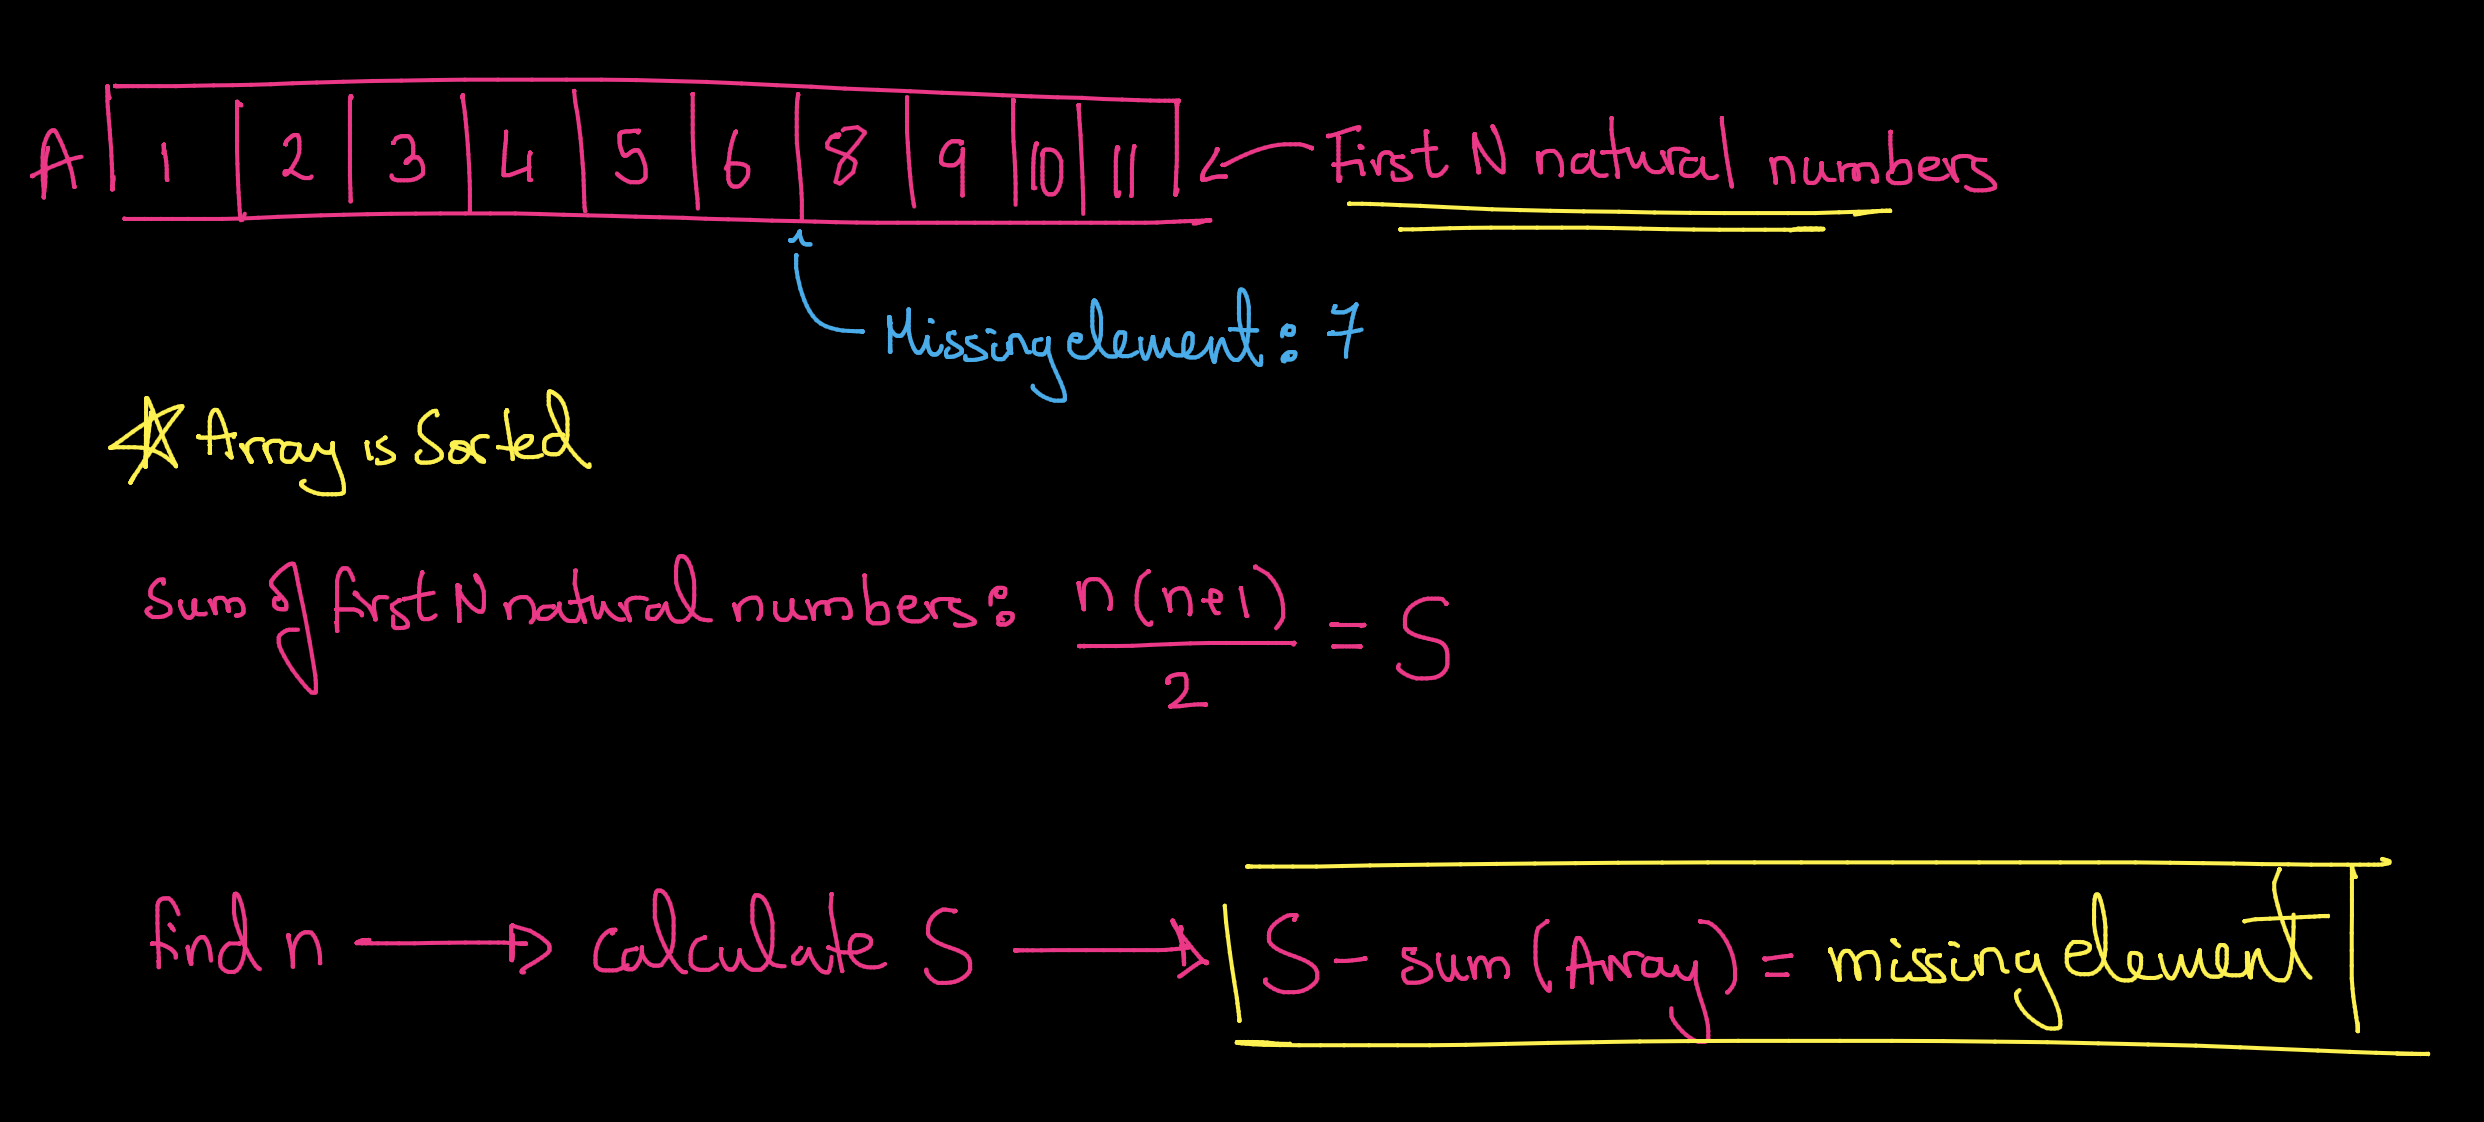 A 1 2 3 4 5 6 8 9 10 11 First N natural numbers
Missing element: 7
Array is Sorted
Sum of first N natural numbers: n(n+1)/2 = S
find n → calculate S → S - sum(Array) = missing element